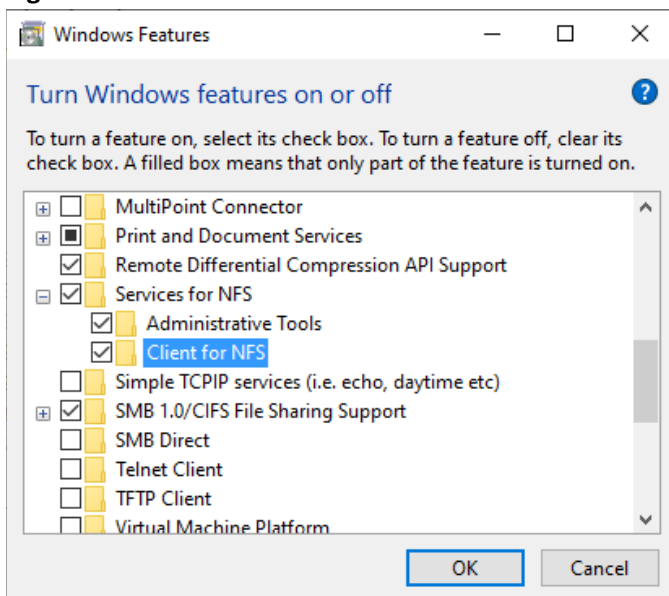 Windows Features
Turn Windows features on or off
To turn a feature on, select its check box. To turn a feature off, clear its
check box. A filled box means that only part of the feature is turned on.
MultiPoint Connector
Print and Document Services
Remote Differential Compression API Support
Services for NFS
Administrative Tools
Client for NFS
Simple TCPIP services (i.e. echo, daytime etc)
SMB 1.0/CIFS File Sharing Support
SMB Direct
Telnet Client
TFTP Client
Virtual Machine Platform
OK Cancel